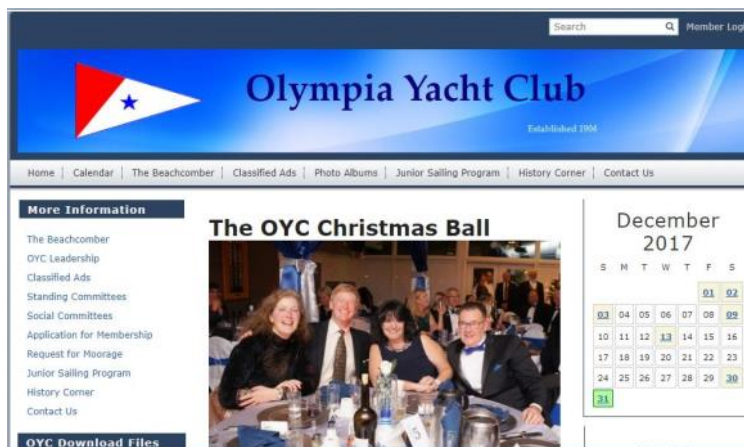 Search
Member Logi
Olympia Yacht Club
Established 1906
Home
Calendar
The Beachcomber
Classified Ads
Photo Albums
Junior Sailing Program
History Corner
Contact Us
More Information
The Beachcomber
OYC Leadership
Classified Ads
Standing Committees
Social Committees
Application for Membership
Request for Moorage
Junior Sailing Program
History Corner
Contact Us
OYC Download Files
The OYC Christmas Ball
5
December
2017
S M T W T F S
01 02
03 04 05 06 07 08 09
10 11 12 13 14 15 16
17 18 19 20 21 22 23
24 25 26 27 28 29 30
31